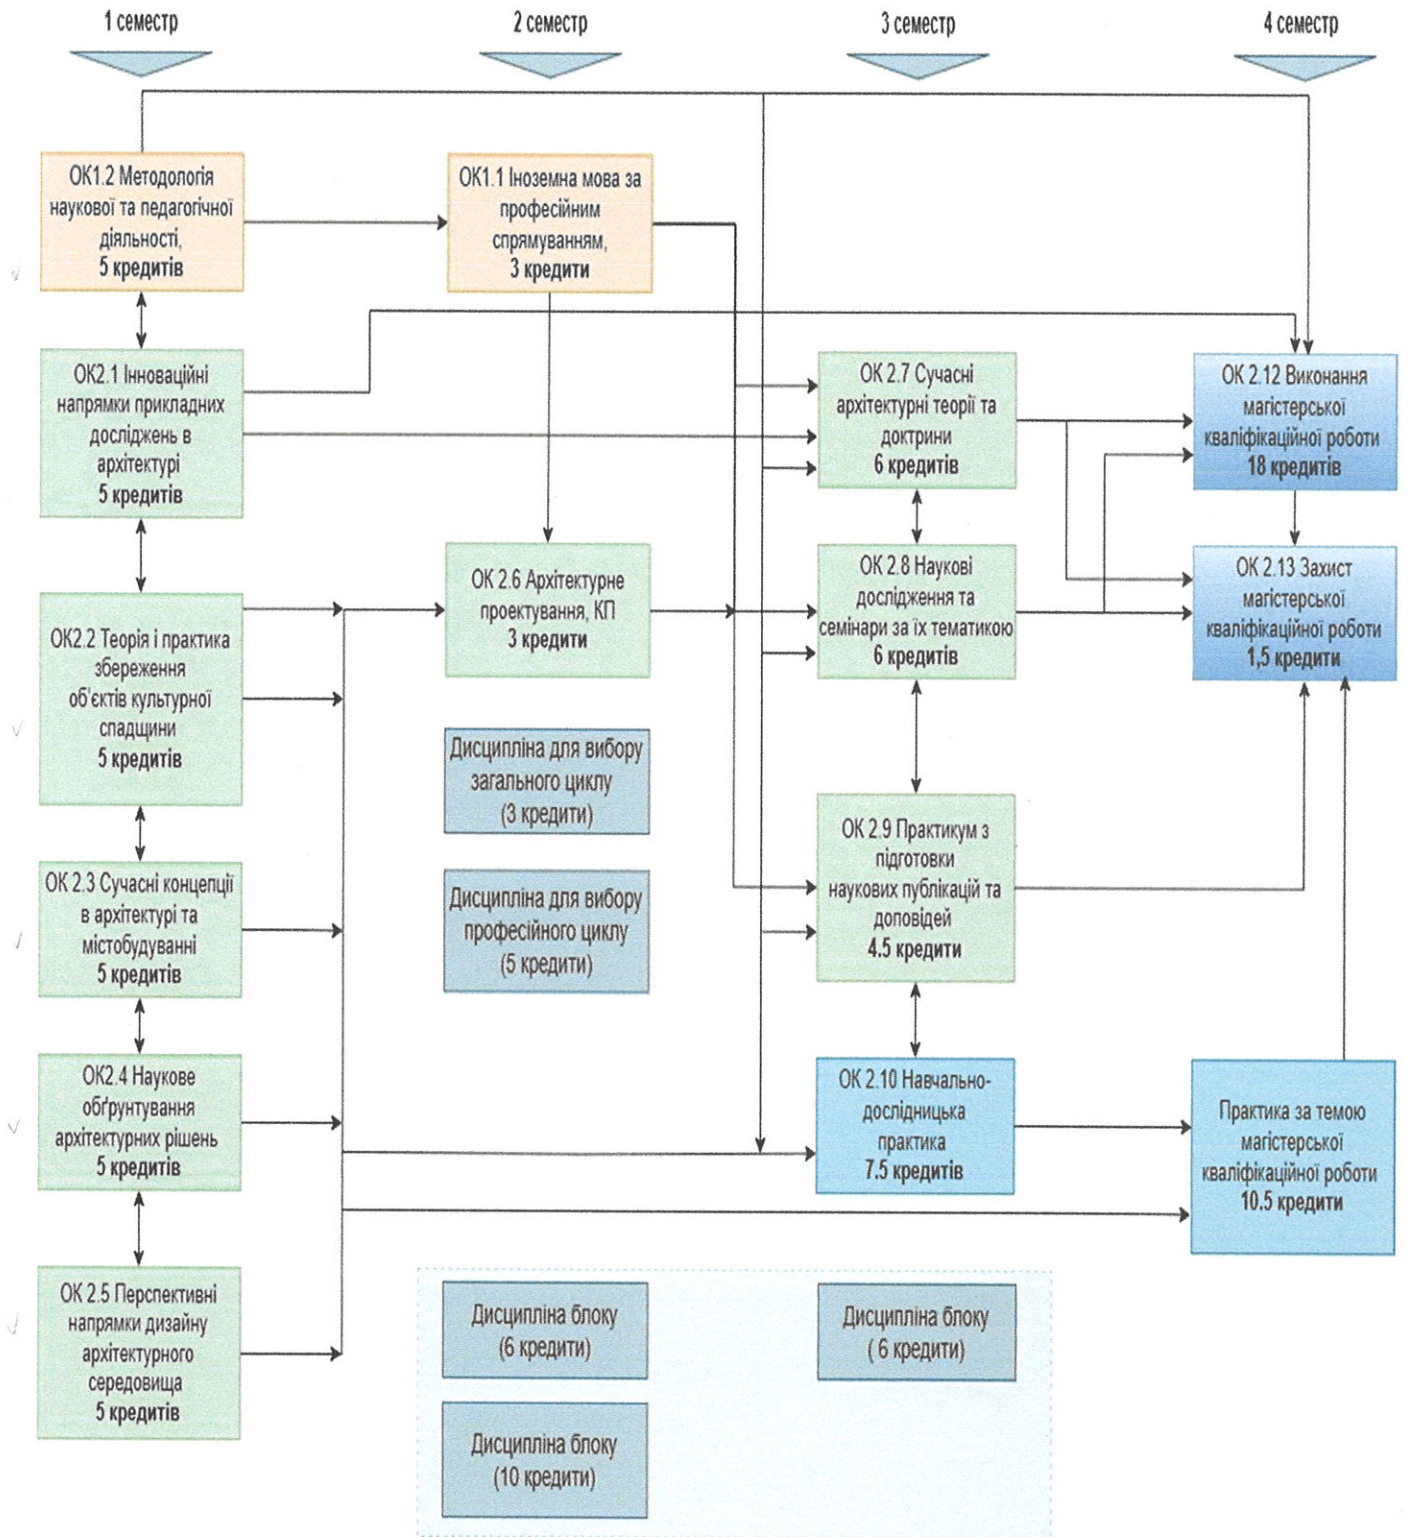 1 семестр
2 семестр
3 семестр
4 семестр
ОК1.2 Методологія
наукової та педагогічної
діяльності,
5 кредитів
ОК2.1 Інноваційні
напрямки прикладних
досліджень в
архітектурі
5 кредитів
ОК2.2 Теорія і практика
збереження
об'єктів культурної
спадщини
5 кредитів
ОК 2.3 Сучасні концепції
в архітектурі та
містобудуванні
5 кредитів
ОК2.4 Наукове
обґрунтування
архітектурних рішень
5 кредитів
ОК 2.5 Перспективні
напрямки дизайну
архітектурного
середовища
5 кредитів
ОК1.1 Іноземна мова за
професійним
спрямуванням,
3 кредити
ОК 2.6 Архітектурне
проектування, КП
3 кредити
Дисципліна для вибору
загального циклу
(3 кредити)
Дисципліна для вибору
професійного циклу
(5 кредити)
Дисципліна блоку
(6 кредити)
Дисципліна блоку
(10 кредити)
ОК 2.7 Сучасні
архітектурні теорії та
доктрини
6 кредитів
ОК 2.8 Наукові
дослідження та
семінари за їх тематикою
6 кредитів
ОК 2.9 Практикум з
підготовки
наукових публікацій та
доповідей
4.5 кредити
ОК 2.10 Навчально-
дослідницька
практика
7.5 кредитів
Дисципліна блоку
( 6 кредити)
ОК 2.12 Виконання
магістерської
кваліфікаційної роботи
18 кредитів
ОК 2.13 Захист
магістерської
кваліфікаційної роботи
1,5 кредити
Практика за темою
магістерської
кваліфікаційної роботи
10.5 кредити